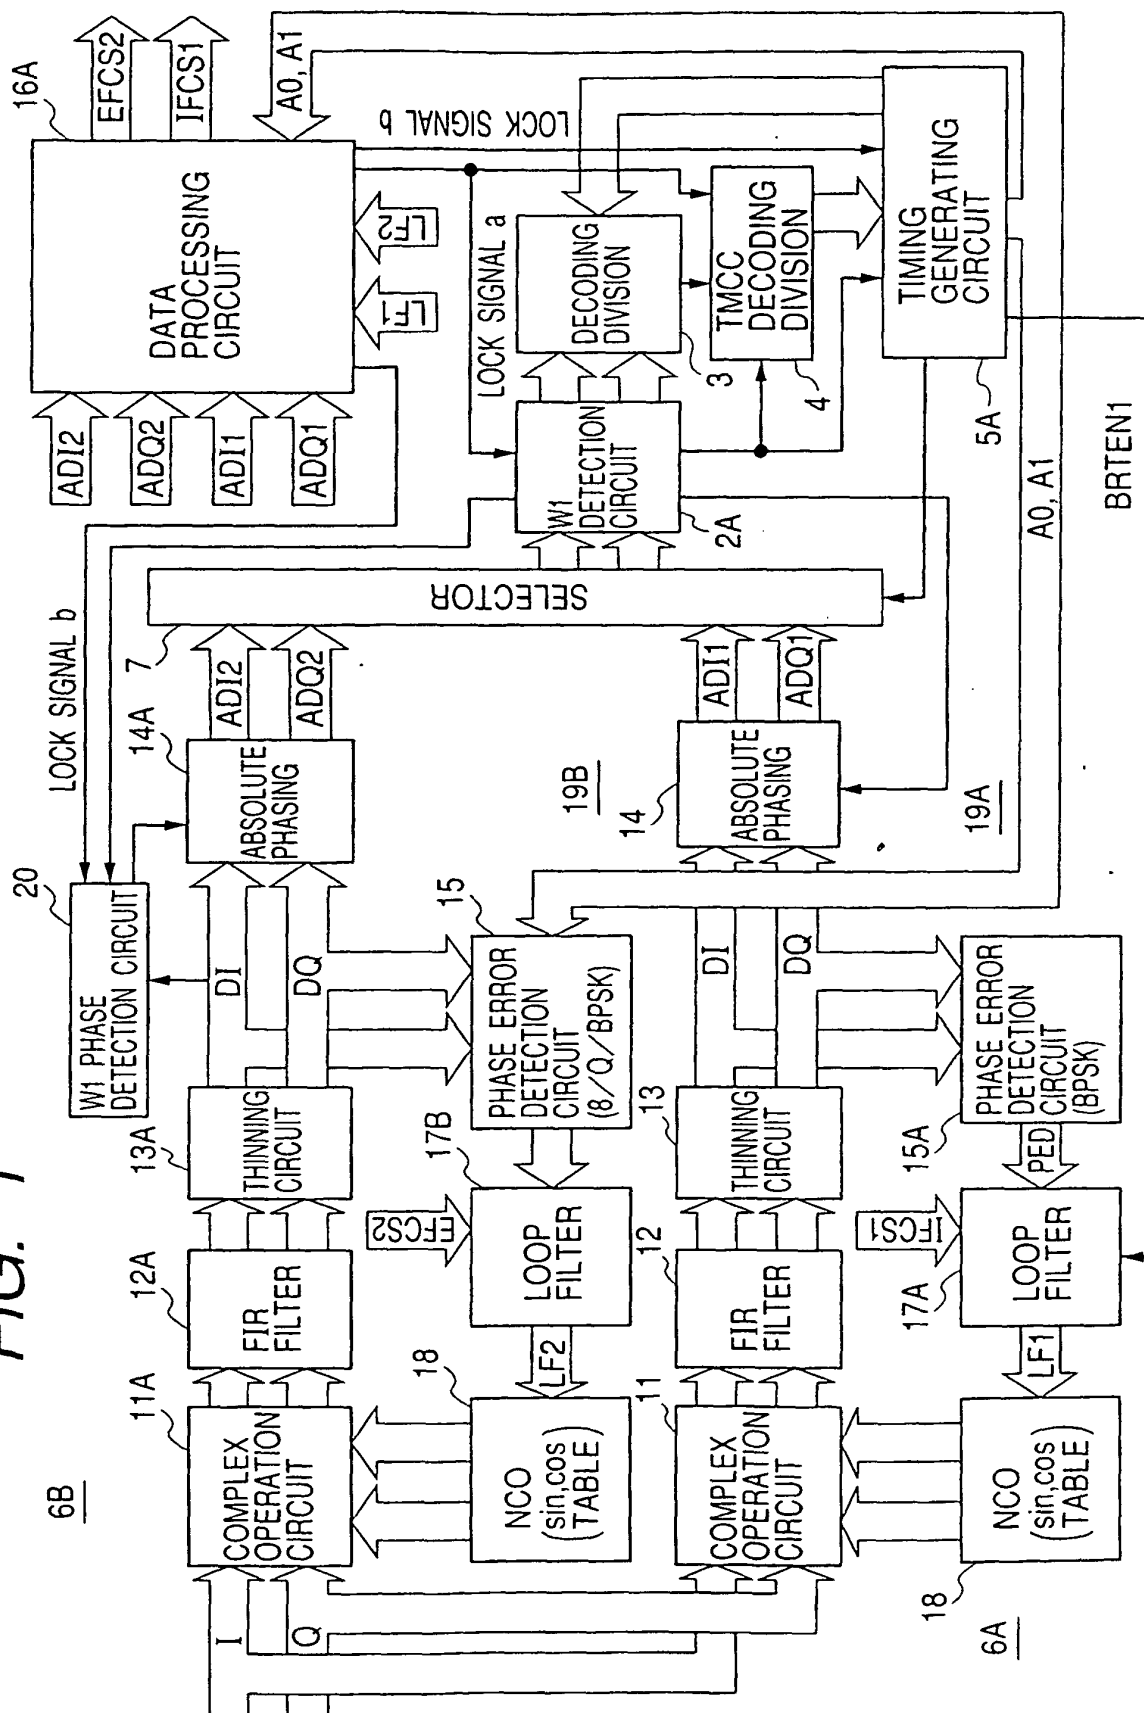 FIG. 1
6B
I
Q
11A
COMPLEX
OPERATION
CIRCUIT
12A
FIR
FILTER
13A
THINNING
CIRCUIT
20
W1 PHASE
DETECTION CIRCUIT
DI
DQ
14A
ABSOLUTE
PHASING
ADI2
ADQ2
LOCK SIGNAL b
7
SELECTOR
ADI2
ADQ2
ADI1
ADQ1
16A
DATA
PROCESSING
CIRCUIT
EFCS2
IFCS1
A0, A1
LF1
LF2
LOCK SIGNAL a
LOCK SIGNAL b
18
NCO
(sin,cos
TABLE)
LF2
EFCS2
17B
LOOP
FILTER
15
PHASE ERROR
DETECTION
CIRCUIT
(8/Q/BPSK)
19B
W1
DETECTION
CIRCUIT
2A
DECODING
DIVISION
3
TMCC
DECODING
DIVISION
4
TIMING
GENERATING
CIRCUIT
5A
11
COMPLEX
OPERATION
CIRCUIT
12
FIR
FILTER
13
THINNING
CIRCUIT
DI
DQ
14
ABSOLUTE
PHASING
ADI1
ADQ1
19A
6A
18
NCO
(sin,cos
TABLE)
LF1
IFCS1
17A
LOOP
FILTER
PED
15A
PHASE ERROR
DETECTION
CIRCUIT
(BPSK)
A0, A1
BRTEN1